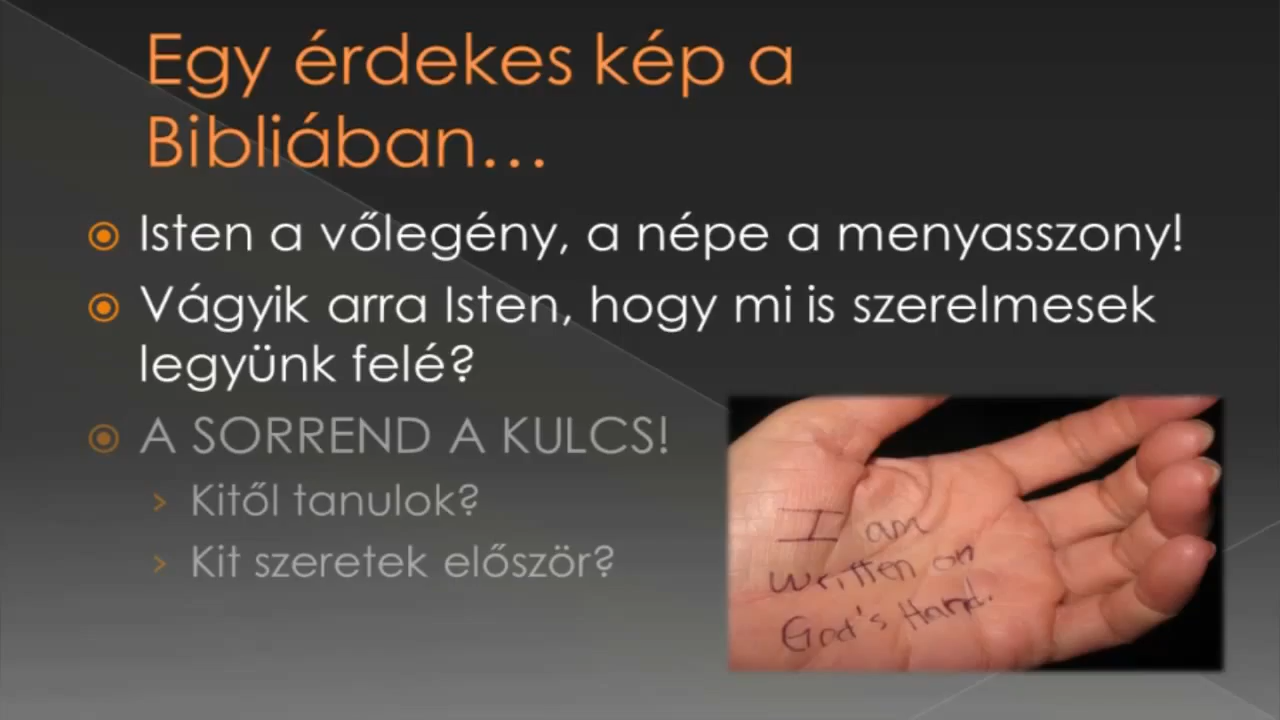 Egy érdekes kép a
Bibliában...
Isten a vőlegény, a népe a menyasszony!
Vágyik arra Isten, hogy mi is szerelmesek
legyünk felé?
A SORREND A KULCS!
Kitől tanulok?
Kit szeretek először?
I am
written on
God's Hand.